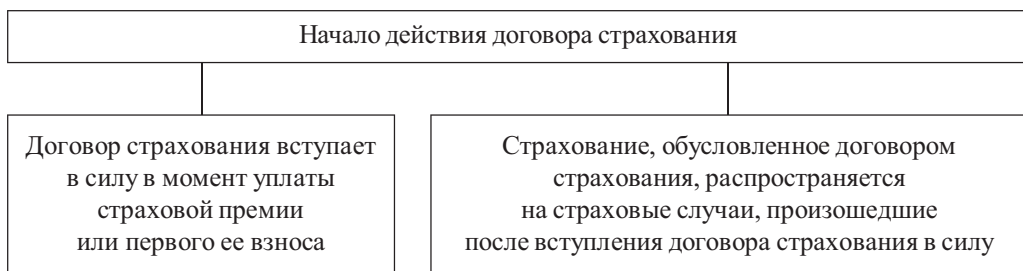 Начало действия договора страхования
Договор страхования вступает
в силу в момент уплаты
страховой премии
или первого ее взноса
Страхование, обусловленное договором
страхования, распространяется
на страховые случаи, произошедшие
после вступления договора страхования в силу